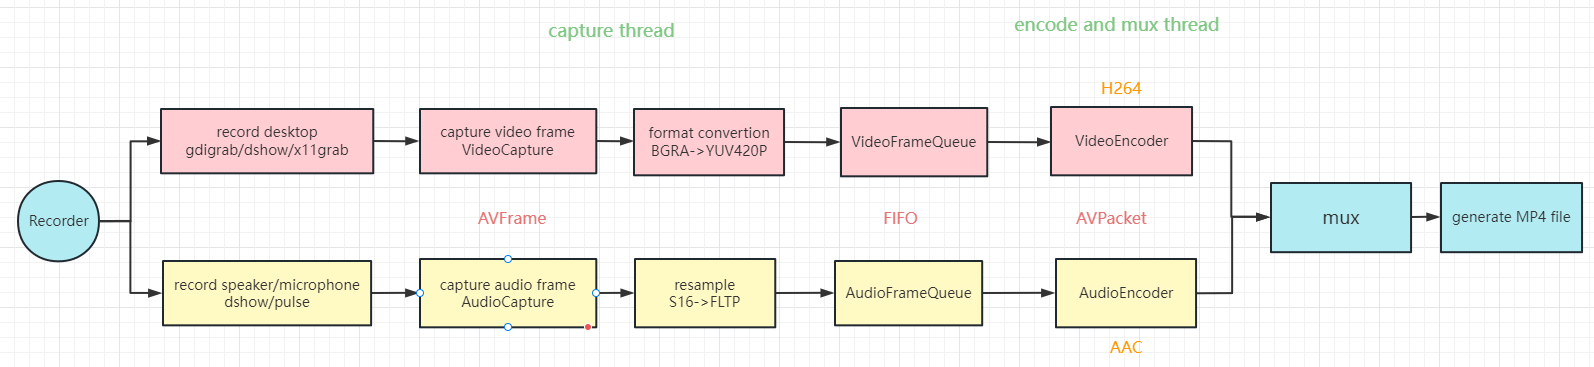 capture thread
encode and mux thread
H264
record desktop
gdigrab/dshow/x11grab
capture video frame
VideoCapture
format convertion
BGRA->YUV420P
VideoFrameQueue
VideoEncoder
Recorder
AVFrame
FIFO
AVPacket
mux
generate MP4 file
record speaker/microphone
dshow/pulse
capture audio frame
AudioCapture
resample
S16->FLTP
AudioFrameQueue
AudioEncoder
AAC